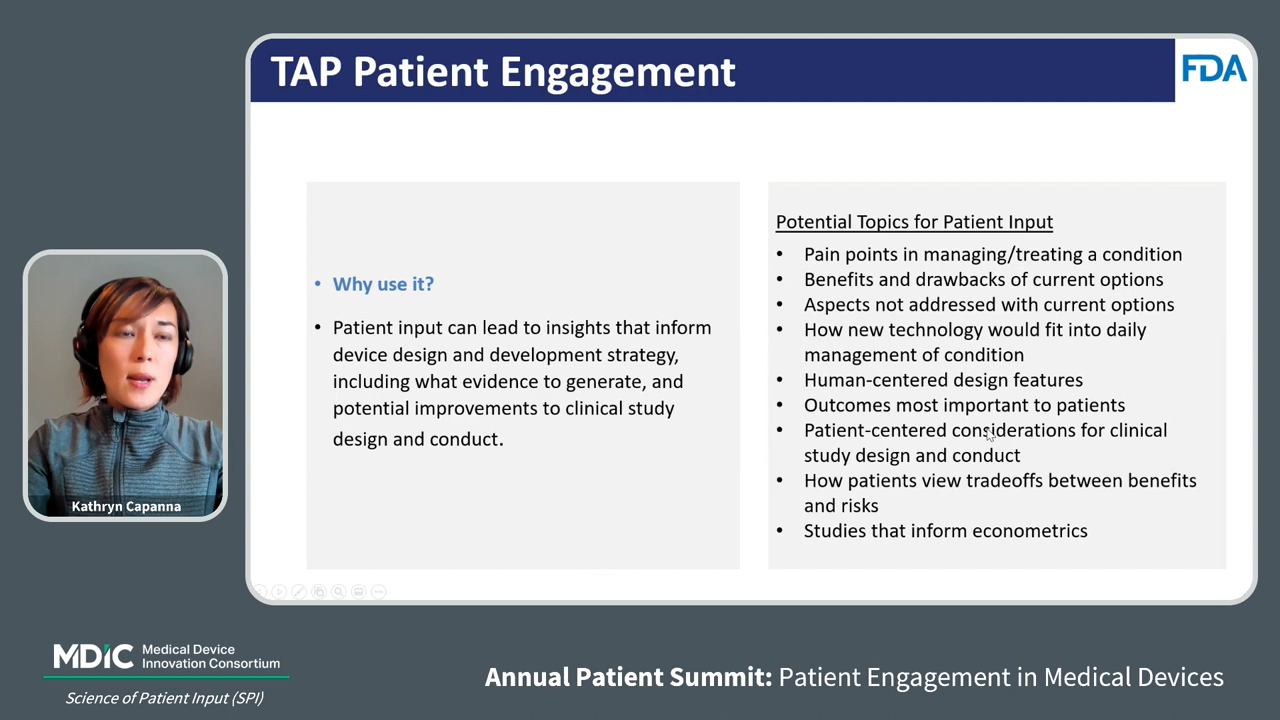 TAP Patient Engagement
FDA
• Why use it?
• Patient input can lead to insights that inform
device design and development strategy,
including what evidence to generate, and
potential improvements to clinical study
design and conduct.
Potential Topics for Patient Input
• Pain points in managing/treating a condition
• Benefits and drawbacks of current options
• Aspects not addressed with current options
• How new technology would fit into daily
management of condition
• Human-centered design features
• Outcomes most important to patients
• Patient-centered considerations for clinical
study design and conduct
• How patients view tradeoffs between benefits
and risks
• Studies that inform econometrics
Kathryn Capanna
MDIC
Medical Device
Innovation Consortium
Science of Patient Input (SPI)
Annual Patient Summit: Patient Engagement in Medical Devices